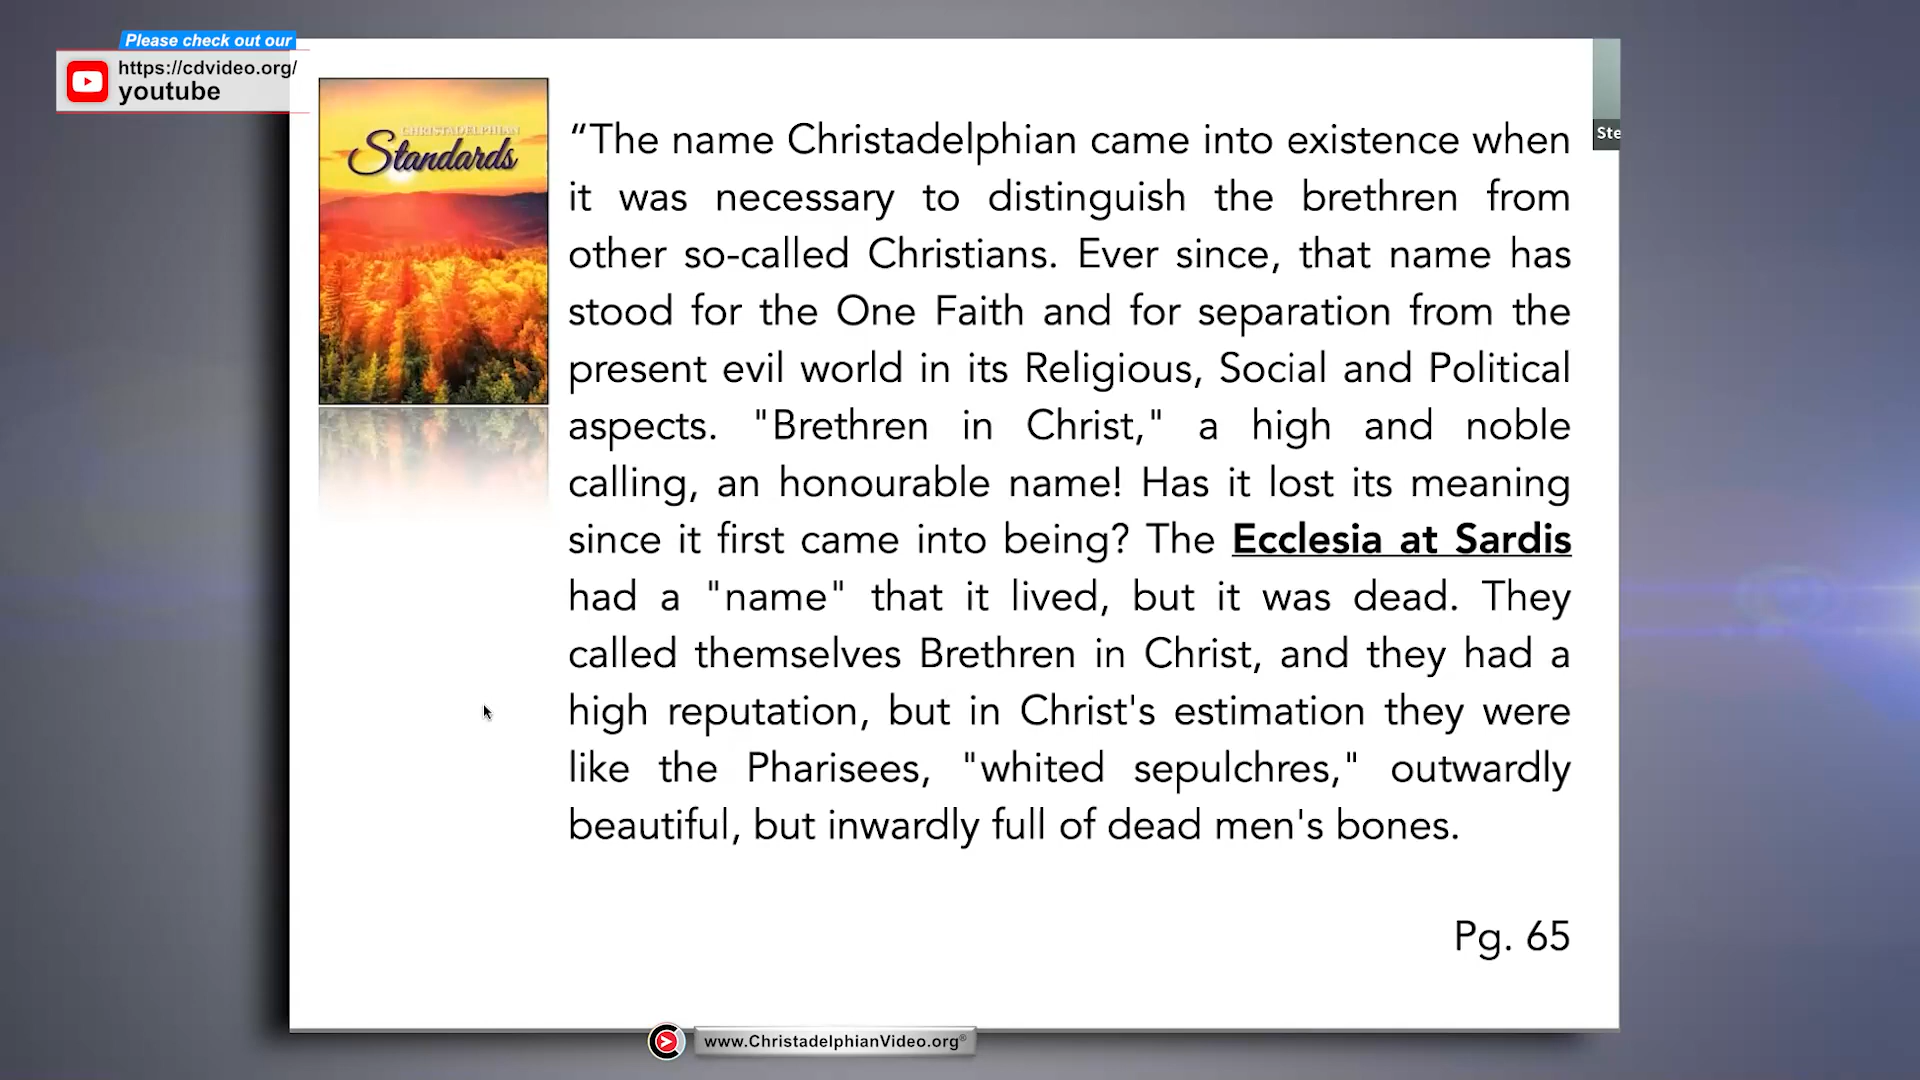 Please check out our
https://cdvideo.org/
youtube
CHRISTADELPHIAN
Standards
Ste
“The name Christadelphian came into existence when
it was necessary to distinguish the brethren from
other so-called Christians. Ever since, that name has
stood for the One Faith and for separation from the
present evil world in its Religious, Social and Political
aspects. "Brethren in Christ," a high and noble
calling, an honourable name! Has it lost its meaning
since it first came into being? The Ecclesia at Sardis
had a "name" that it lived, but it was dead. They
called themselves Brethren in Christ, and they had a
high reputation, but in Christ's estimation they were
like the Pharisees, "whited sepulchres," outwardly
beautiful, but inwardly full of dead men's bones.
Pg. 65
www.ChristadelphianVideo.org®